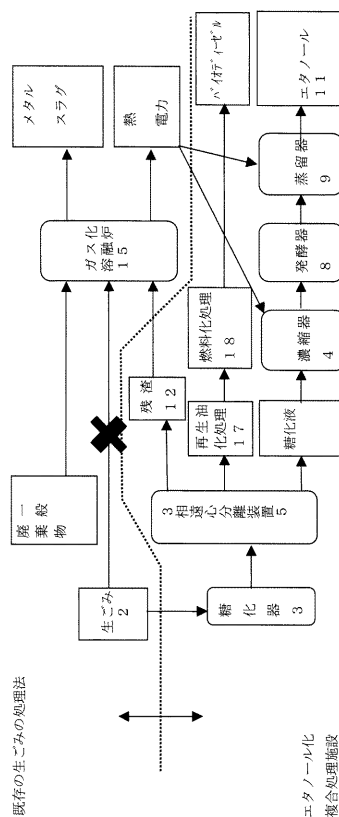 既存の生ごみの処理法
一般
廃棄物
生ごみ
2
ガス化
溶融炉
15
メタル
スラグ
熱
電力
残渣
12
再生油
化処理
17
燃料化処理
18
バイオディーゼル
3相遠心分離装置
5
糖化器
3
糖化液
濃縮器
4
発酵器
8
蒸留器
9
エタノール
11
エタノール化
複合処理施設